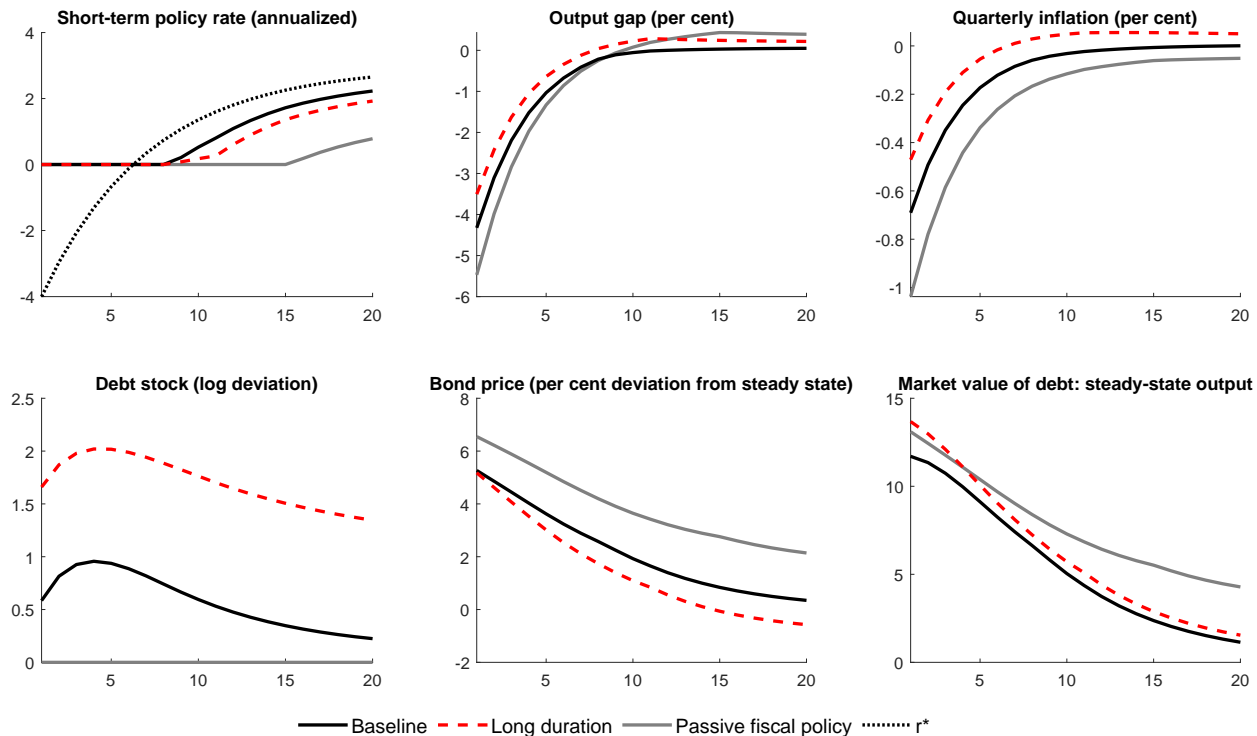 Short-term policy rate (annualized)
4
2
0
-2
-4
5 10 15 20
Output gap (per cent)
0
-1
-2
-3
-4
-5
-6
5 10 15 20
Quarterly inflation (per cent)
0
-0.2
-0.4
-0.6
-0.8
-1
5 10 15 20
Debt stock (log deviation)
2.5
2
1.5
1
0.5
0
5 10 15 20
Bond price (per cent deviation from steady state)
8
6
4
2
0
-2
5 10 15 20
Market value of debt: steady-state output
15
10
5
0
5 10 15 20
Baseline Long duration Passive fiscal policy r*